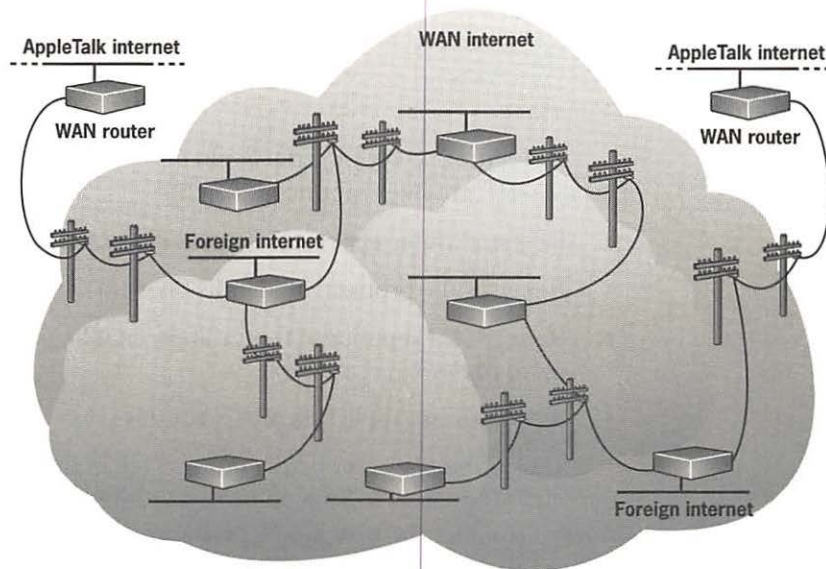 AppleTalk internet
WAN router
WAN internet
AppleTalk internet
WAN router
Foreign internet
Foreign internet